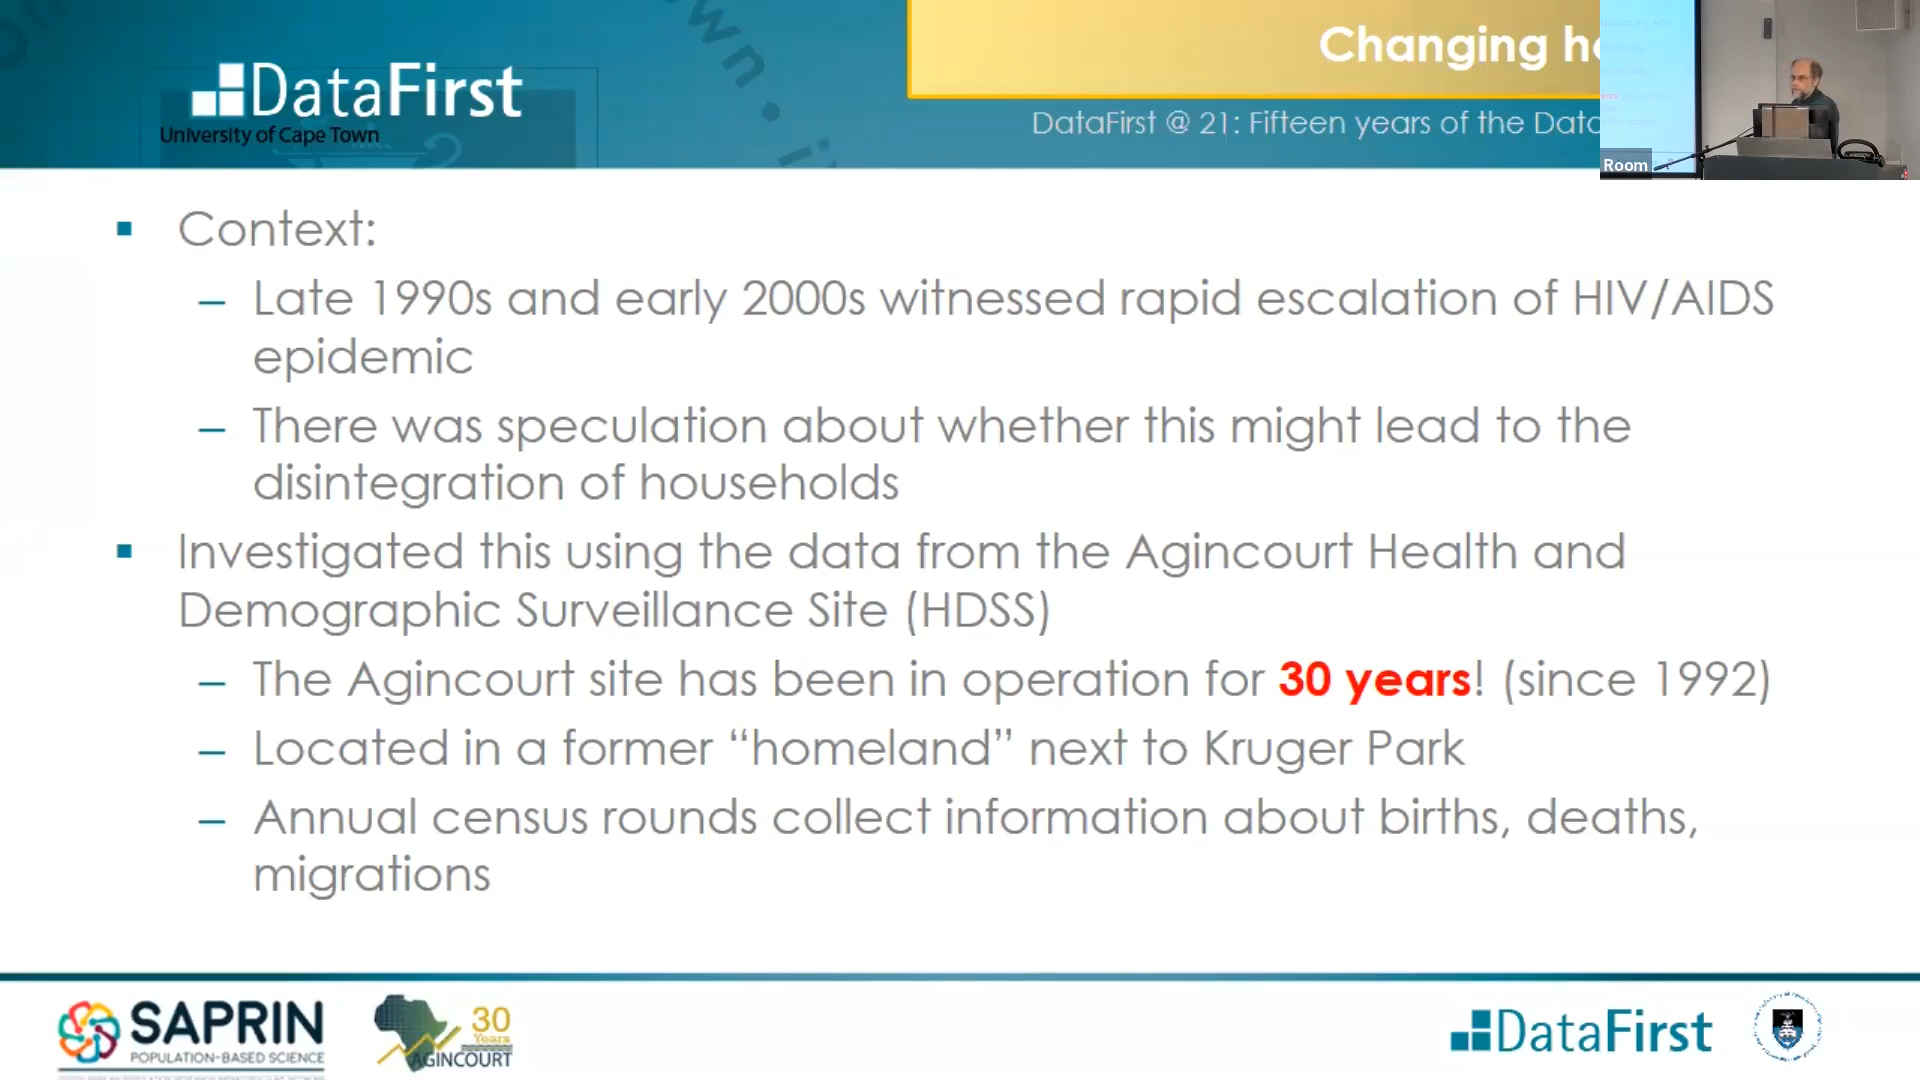 Changing
DataFirst
University of Cape Town
DataFirst @ 21: Fifteen years of the
Room
▪ Context:
– Late 1990s and early 2000s witnessed rapid escalation of HIV/AIDS
epidemic
– There was speculation about whether this might lead to the
disintegration of households
▪ Investigated this using the data from the Agincourt Health and
Demographic Surveillance Site (HDSS)
– The Agincourt site has been in operation for 30 years! (since 1992)
– Located in a former “homeland” next to Kruger Park
– Annual census rounds collect information about births, deaths,
migrations
SAPRIN
POPULATION-BASED SCIENCE
30
Years
AGINCOURT
DataFirst